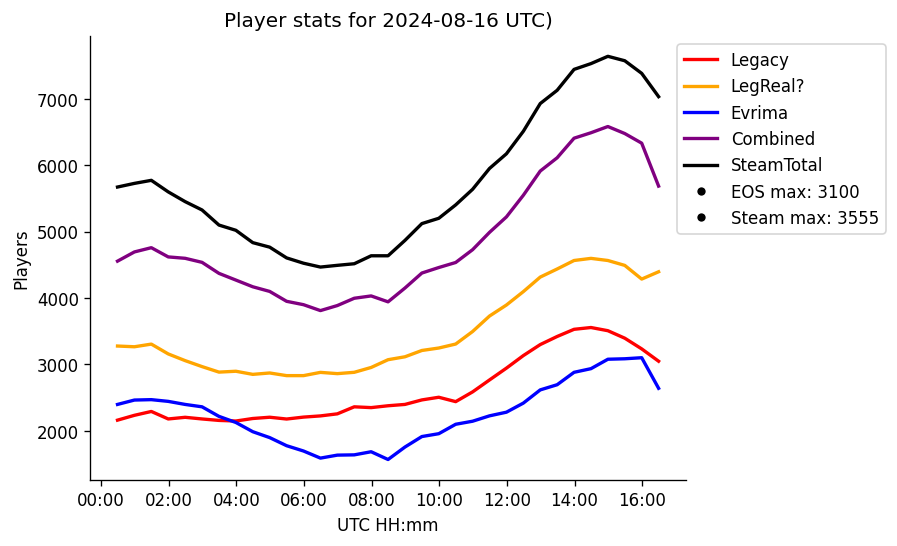 Player stats for 2024-08-16 UTC)
Legacy
LegReal?
Evrima
Combined
SteamTotal
EOS max: 3100
Steam max: 3555
Players
7000
6000
5000
4000
3000
2000
00:00 02:00 04:00 06:00 08:00 10:00 12:00 14:00 16:00
UTC HH:mm